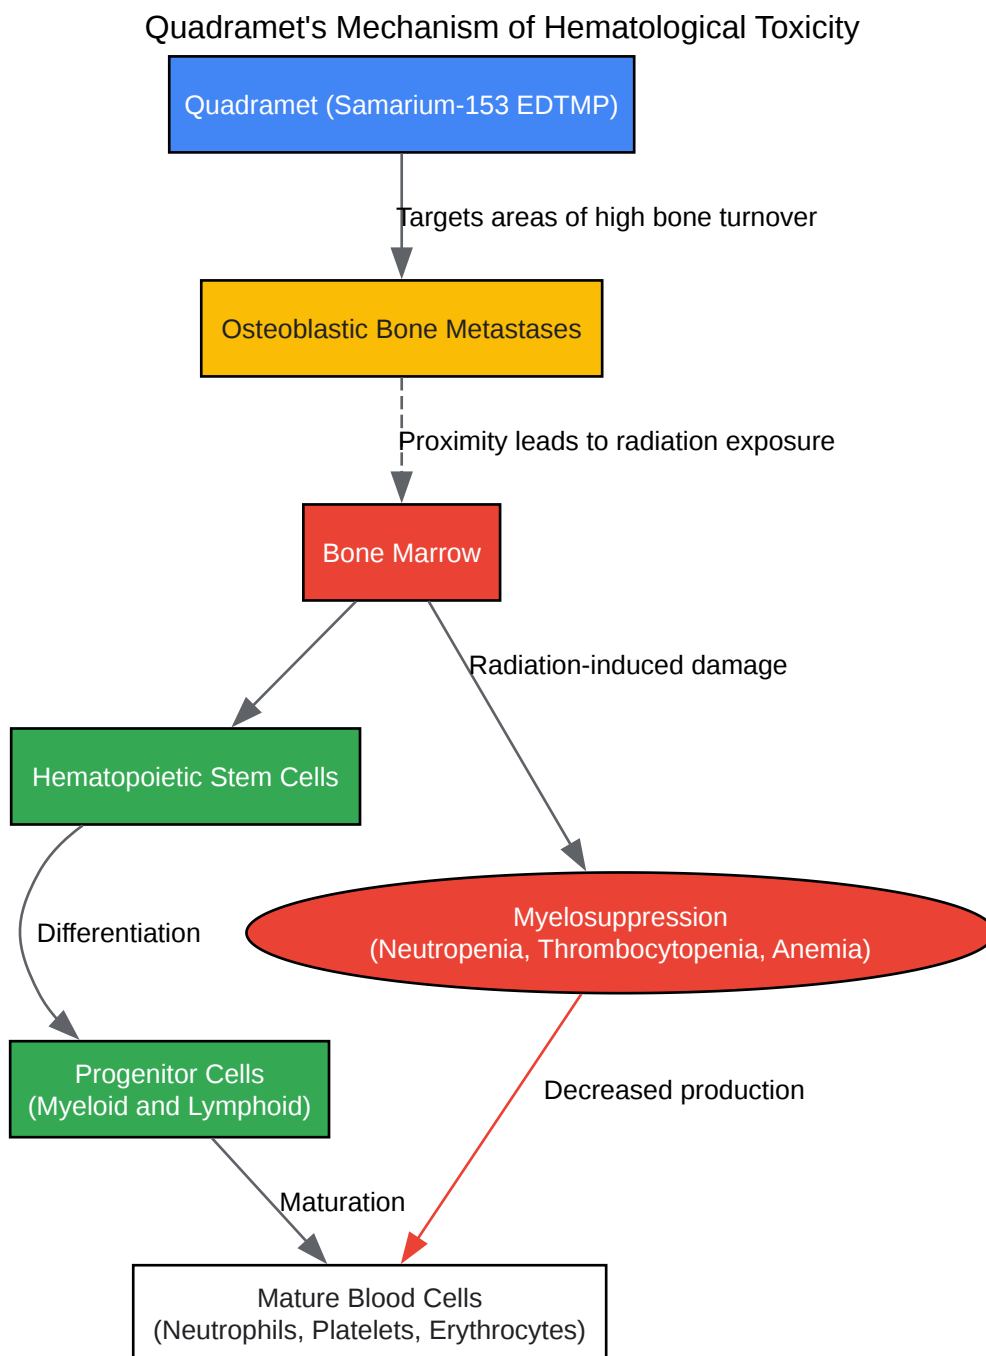 Quadramet's Mechanism of Hematological Toxicity
Quadramet (Samarium-153 EDTMP)
Targets areas of high bone turnover
Osteoblastic Bone Metastases
Proximity leads to radiation exposure
Bone Marrow
Radiation-induced damage
Hematopoietic Stem Cells
Differentiation
Myelosuppression
(Neutropenia, Thrombocytopenia, Anemia)
Progenitor Cells
(Myeloid and Lymphoid)
Decreased production
Maturation
Mature Blood Cells
(Neutrophils, Platelets, Erythrocytes)